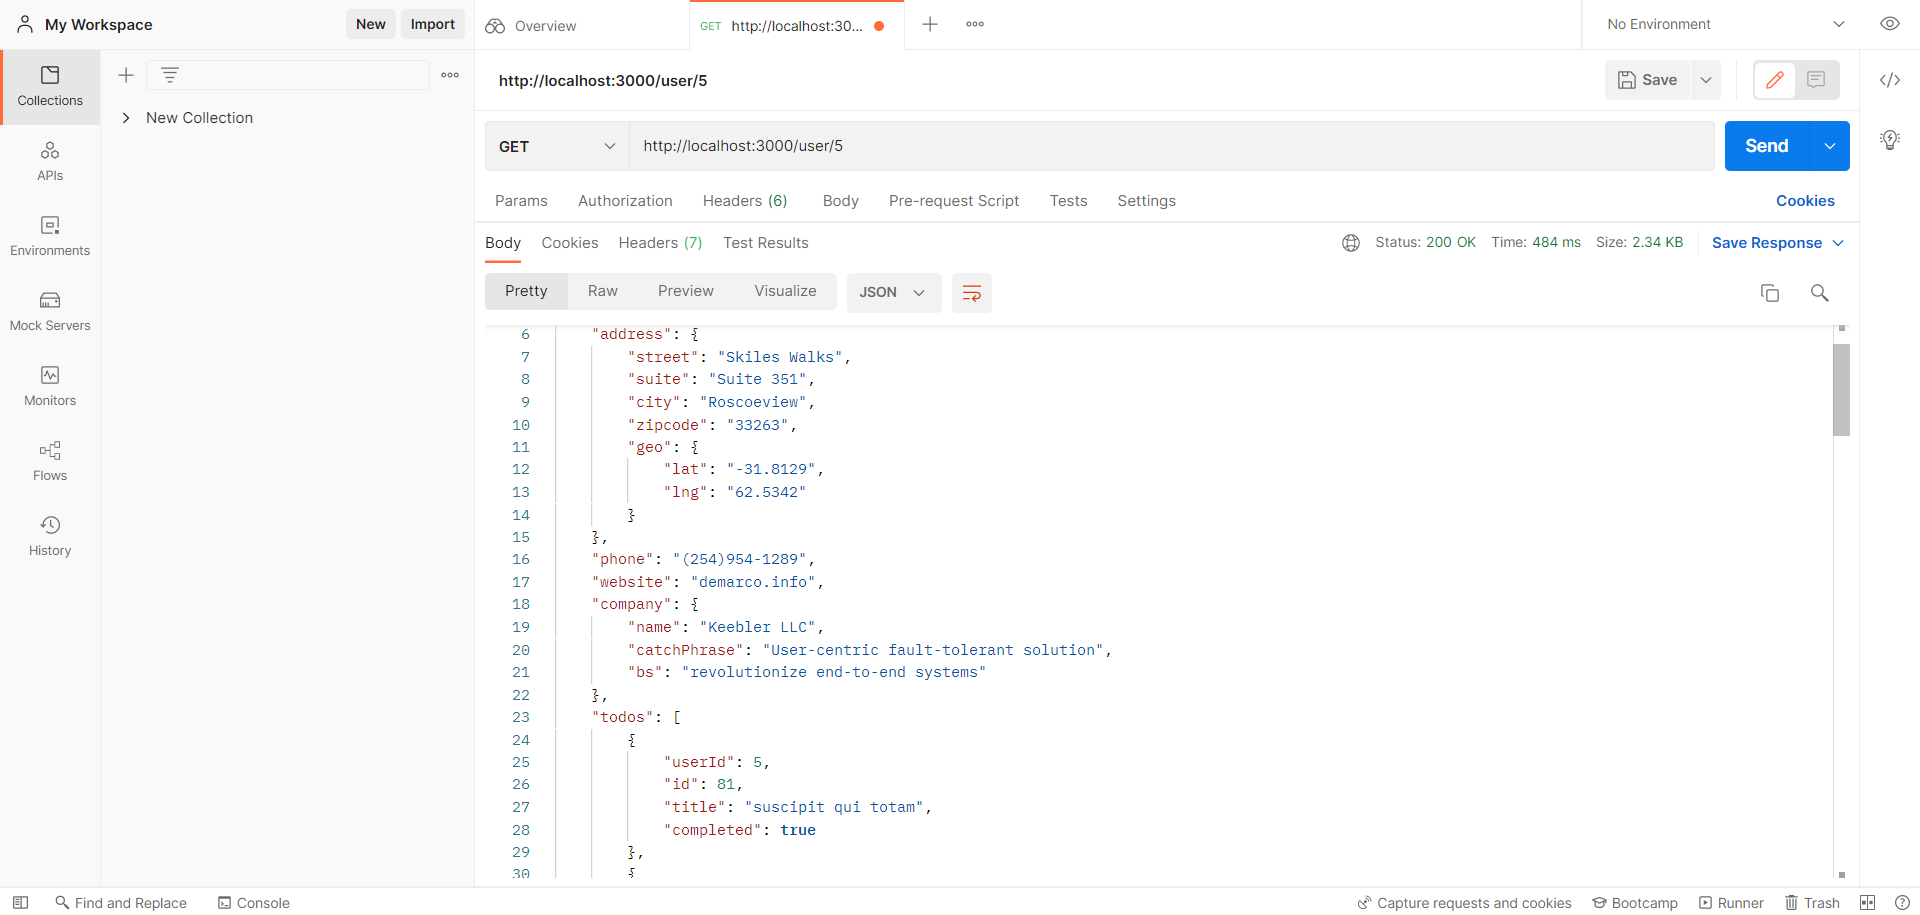 My Workspace
New
Import
Overview
GET http://localhost:30...
No Environment
Collections
APIs
Environments
Mock Servers
Monitors
Flows
History
New Collection
http://localhost:3000/user/5
Save
GET
http://localhost:3000/user/5
Send
Params Authorization Headers (6) Body Pre-request Script Tests Settings
Cookies
Body Cookies Headers (7) Test Results
Status: 200 OK Time: 484 ms Size: 2.34 KB
Save Response
Pretty Raw Preview Visualize
JSON
6 "address": {
7 "street": "Skiles Walks",
8 "suite": "Suite 351",
9 "city": "Roscoeview",
10 "zipcode": "33263",
11 "geo": {
12 "lat": "-31.8129",
13 "lng": "62.5342"
14 }
15 },
16 "phone": "(254)954-1289",
17 "website": "demarco.info",
18 "company": {
19 "name": "Keebler LLC",
20 "catchPhrase": "User-centric fault-tolerant solution",
21 "bs": "revolutionize end-to-end systems"
22 },
23 "todos": [
24 {
25 "userId": 5,
26 "id": 81,
27 "title": "suscipit qui totam",
28 "completed": true
29 },
30 {
Find and Replace
Console
Capture requests and cookies
Bootcamp
Runner
Trash